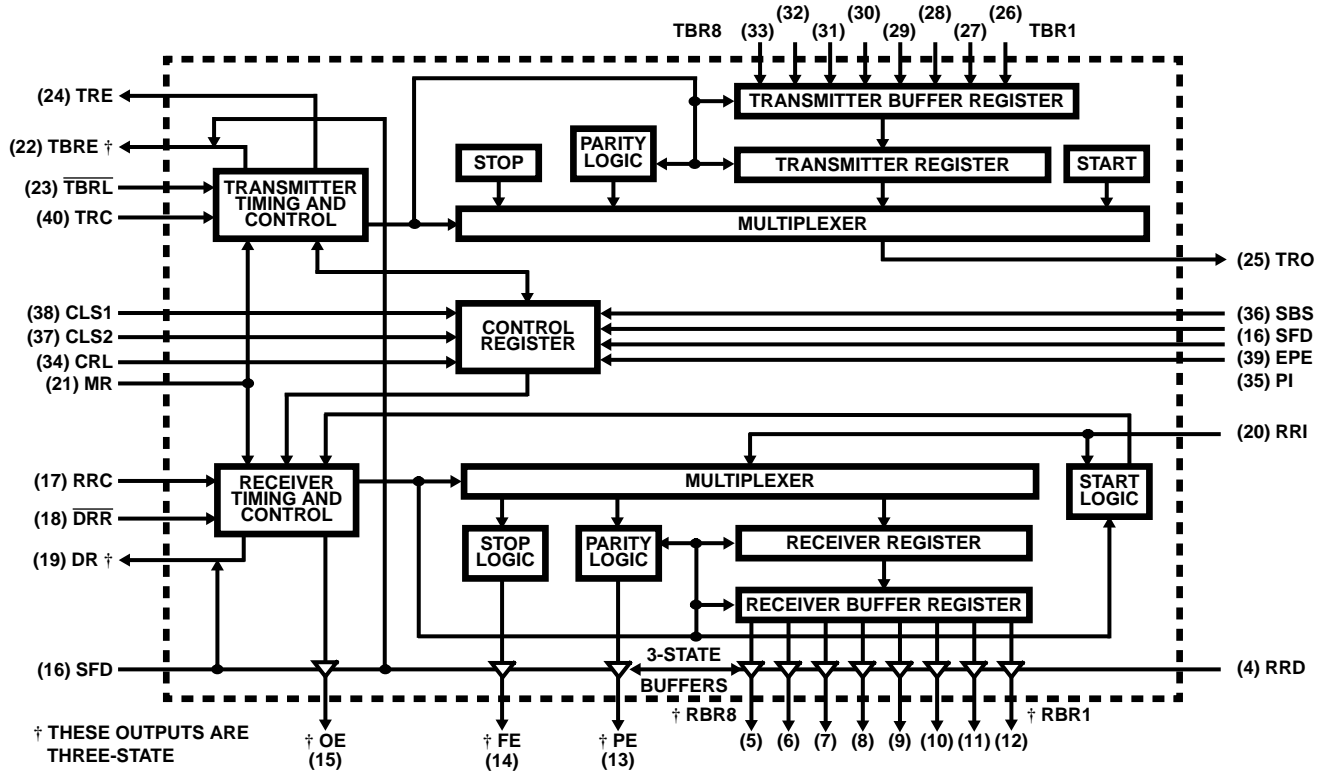 (32) (30) (28) (26)
TBR8 (33) (31) (29) (27) TBR1
(24) TRE
TRANSMITTER BUFFER REGISTER
(22) TBRE †
PARITY
LOGIC
STOP
TRANSMITTER REGISTER
START
(23) TBRL
TRANSMITTER
TIMING AND
CONTROL
(40) TRC
MULTIPLEXER
(25) TRO
(38) CLS1
(37) CLS2
(34) CRL
(21) MR
CONTROL
REGISTER
(36) SBS
(16) SFD
(39) EPE
(35) PI
(20) RRI
(17) RRC
(18) DRR
(19) DR †
RECEIVER
TIMING AND
CONTROL
MULTIPLEXER
START
LOGIC
STOP
LOGIC
PARITY
LOGIC
RECEIVER REGISTER
RECEIVER BUFFER REGISTER
(16) SFD
3-STATE
BUFFERS
(4) RRD
† RBR8
† RBR1
† THESE OUTPUTS ARE
THREE-STATE
† OE
(15)
† FE
(14)
† PE
(13)
(5) (6) (7) (8) (9) (10) (11) (12)